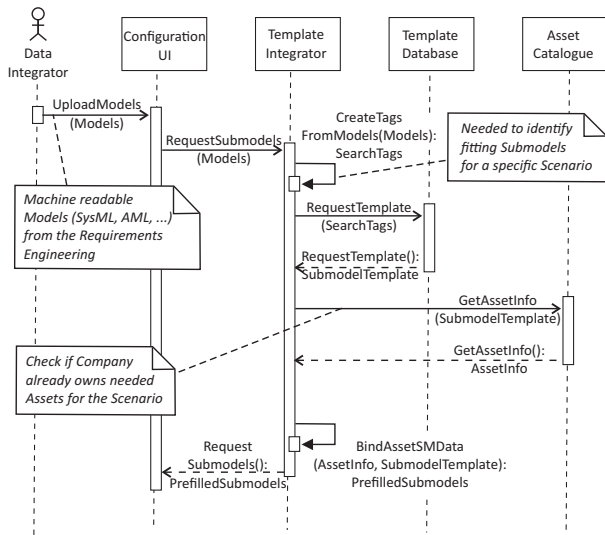 Data
Integrator
Configuration
UI
Template
Integrator
Template
Database
Asset
Catalogue
UploadModels
(Models)
RequestSubmodels
(Models)
CreateTags
FromModels(Models):
SearchTags
Needed to identify
fitting Submodels
for a specific Scenario
Machine readable
Models (SysML, AML, ...)
from the Requirements
Engineering
RequestTemplate
(SearchTags)
RequestTemplate():
SubmodelTemplate
GetAssetInfo
(SubmodelTemplate)
GetAssetInfo():
AssetInfo
Check if Company
already owns needed
Assets for the Scenario
Request
Submodels():
PrefilledSubmodels
BindAssetSMData
(AssetInfo, SubmodelTemplate):
PrefilledSubmodels